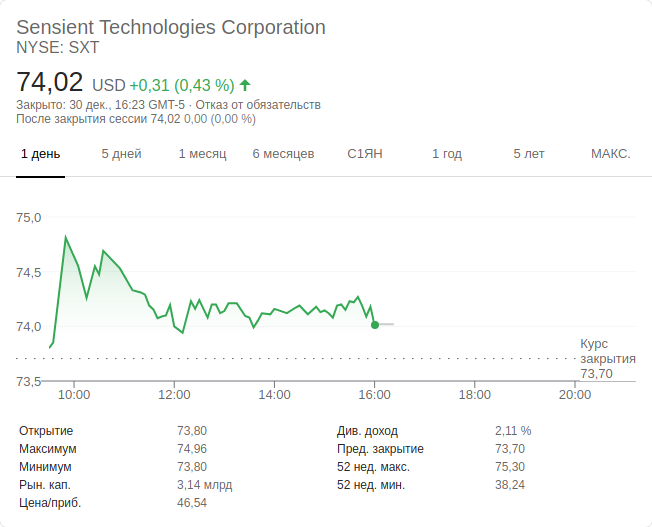 Sensient Technologies Corporation
NYSE: SXT
74,02 USD +0,31 (0,43 %)
Закрыто: 30 дек., 16:23 GMT-5 · Отказ от обязательств
После закрытия сессии 74,02 0,00 (0,00 %)
1 день 5 дней 1 месяц 6 месяцев С1ЯН 1 год 5 лет МАКС.
75,0
74,5
74,0
Курс
закрытия
73,70
73,5
10:00 12:00 14:00 16:00 18:00 20:00
Открытие 73,80 Див. доход 2,11 %
Максимум 74,96 Пред. закрытие 73,70
Минимум 73,80 52 нед. макс. 75,30
Рын. кап. 3,14 млрд 52 нед. мин. 38,24
Цена/приб. 46,54